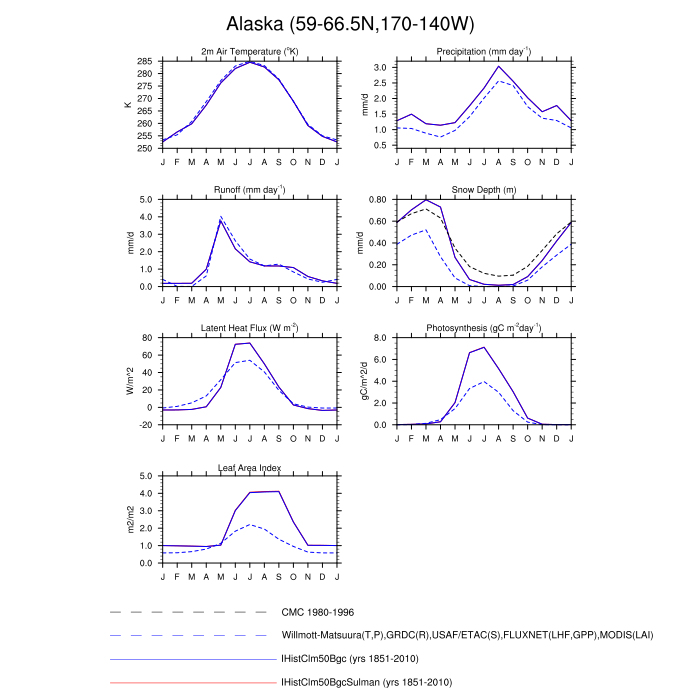 Alaska (59-66.5N,170-140W)
2m Air Temperature (°K)
Precipitation (mm day⁻¹)
285
280
275
270
265
260
255
250
K
J F M A M J J A S O N D J
3.0
2.5
2.0
1.5
1.0
0.5
mm/d
J F M A M J J A S O N D J
Runoff (mm day⁻¹)
Snow Depth (m)
5.0
4.0
3.0
2.0
1.0
0.0
mm/d
J F M A M J J A S O N D J
0.80
0.60
0.40
0.20
0.00
mm/d
J F M A M J J A S O N D J
Latent Heat Flux (W m⁻²)
Photosynthesis (gC m⁻²day⁻¹)
80
60
40
20
0
-20
W/m^2
J F M A M J J A S O N D J
8.0
6.0
4.0
2.0
0.0
gC/m^2/d
J F M A M J J A S O N D J
Leaf Area Index
5.0
4.0
3.0
2.0
1.0
0.0
m2/m2
J F M A M J J A S O N D J
CMC 1980-1996
Willmott-Matsuura(T,P),GRDC(R),USAF/ETAC(S),FLUXNET(LHF,GPP),MODIS(LAI)
IHistClm50Bgc (yrs 1851-2010)
IHistClm50BgcSulman (yrs 1851-2010)